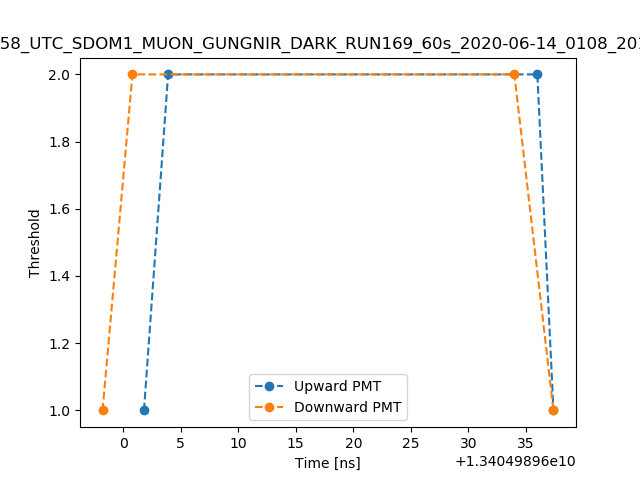 58_UTC_SDOM1_MUON_GUNGNIR_DARK_RUN169_60s_2020-06-14_0108_201
2.0
1.8
1.6
1.4
1.2
1.0
Threshold
Upward PMT
Downward PMT
0 5 10 15 20 25 30 35
Time [ns]
+1.34049896e10